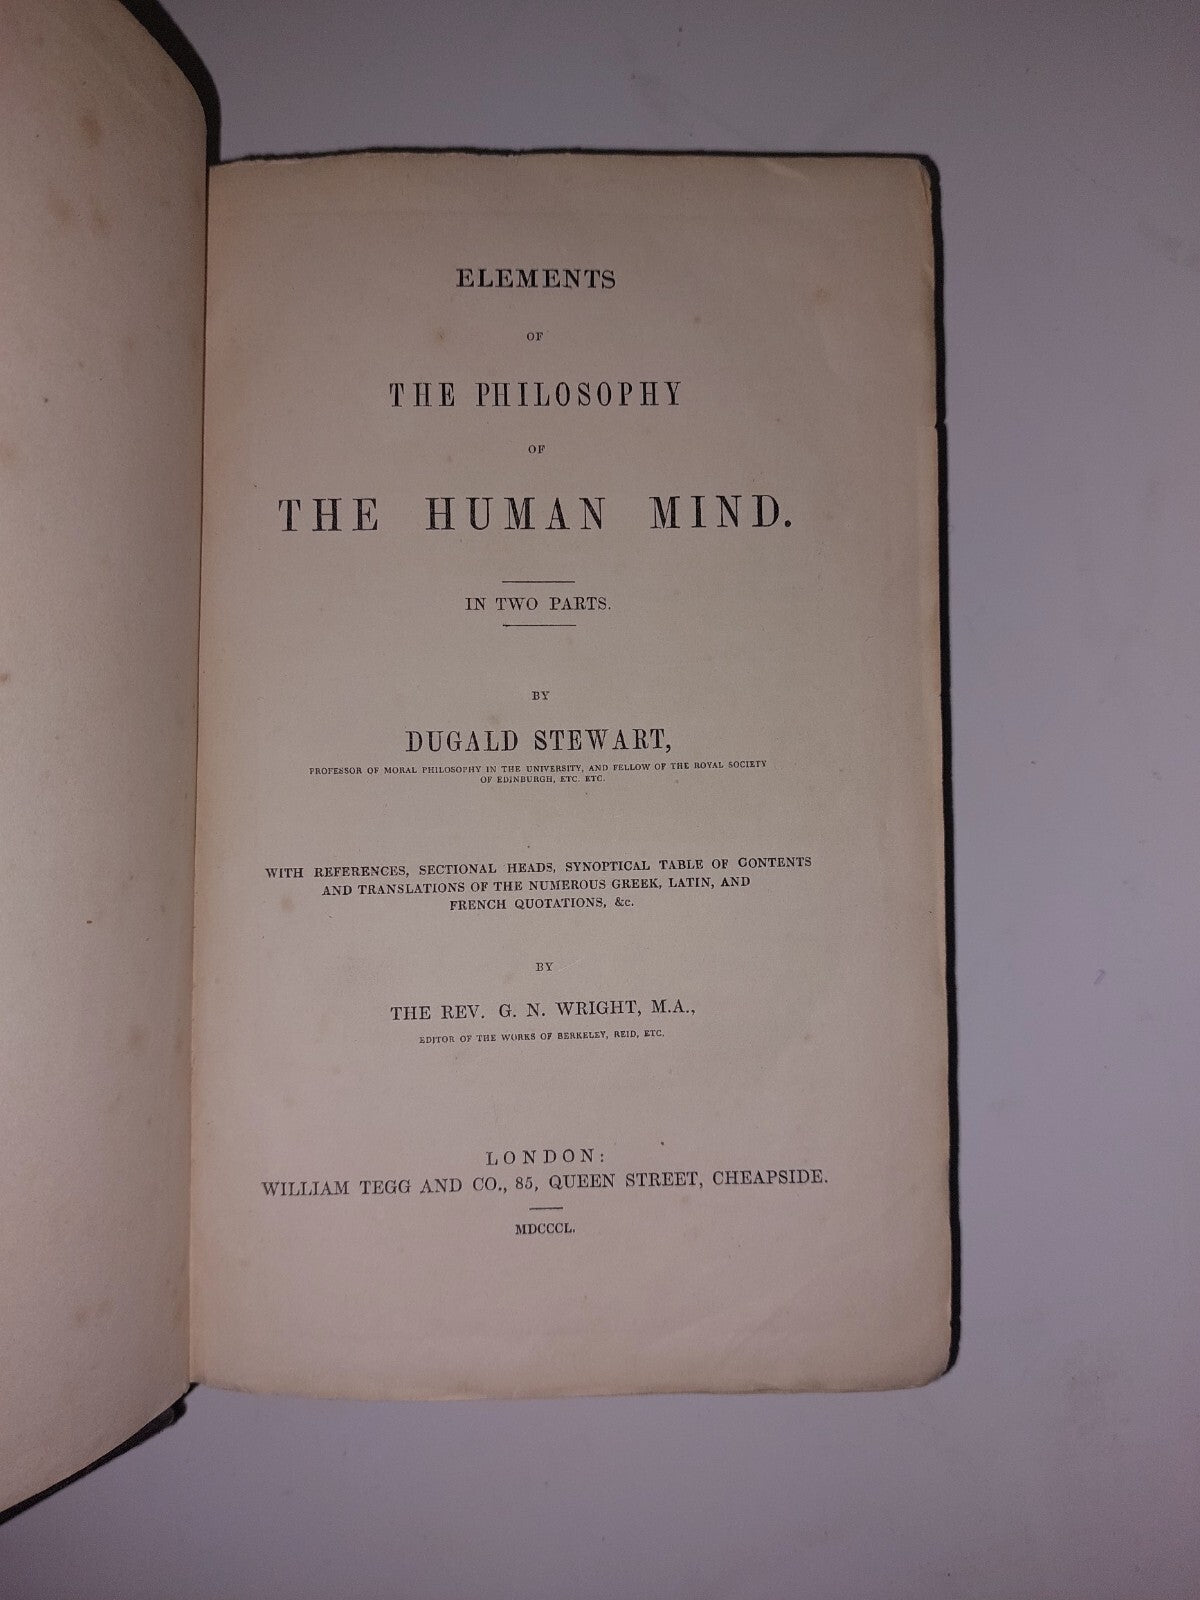 ELEMENTS
OF
THE PHILOSOPHY
OF
THE HUMAN MIND.
IN TWO PARTS.
BY
DUGALD STEWART,
PROFESSOR OF MORAL PHILOSOPHY IN THE UNIVERSITY, AND FELLOW OF THE ROYAL SOCIETY
OF EDINBURGH, ETC. ETC.
WITH REFERENCES, SECTIONAL HEADS, SYNOPTICAL TABLE OF CONTENTS
AND TRANSLATIONS OF THE NUMEROUS GREEK, LATIN, AND
FRENCH QUOTATIONS, &c.
BY
THE REV. G. N. WRIGHT, M.A.,
EDITOR OF THE WORKS OF BERKELEY, REID, ETC.
LONDON:
WILLIAM TEGG AND CO., 85, QUEEN STREET, CHEAPSIDE.
MDCCCL.